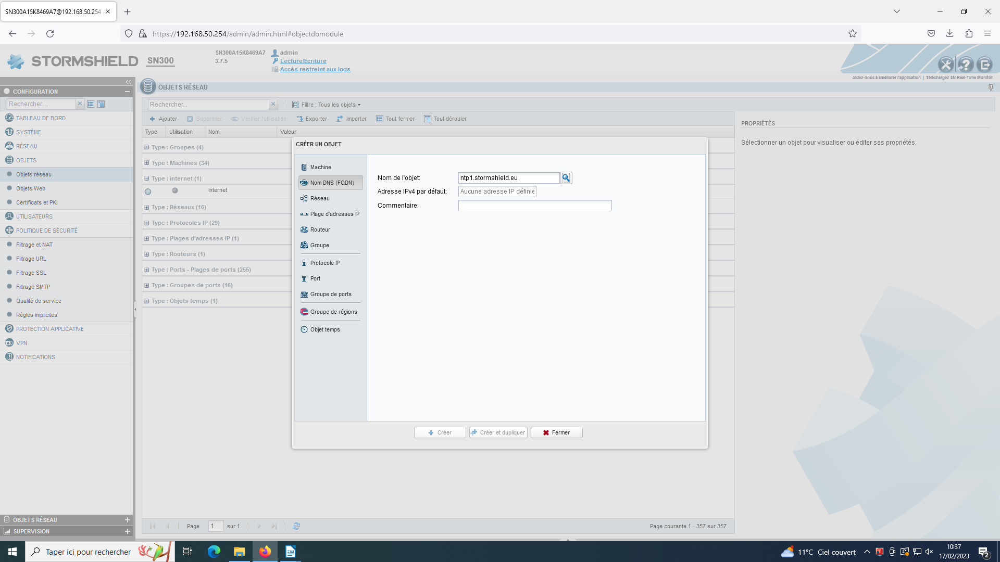 SN300A15K8469A7@192.168.50.254
https://192.168.50.254/admin/admin.html#objectdbmodule
STORMSHIELD SN300
SN300A15K8469A7
3.7.5
admin
Lecture/Ecriture
Accès restreint aux logs
Aidez-nous à améliorer l'application | Téléchargez SN Real-Time Monitor
CONFIGURATION
Rechercher...
TABLEAU DE BORD
SYSTÈME
RÉSEAU
OBJETS
Objets réseau
Objets Web
Certificats et PKI
UTILISATEURS
POLITIQUE DE SÉCURITÉ
Filtrage et NAT
Filtrage URL
Filtrage SSL
Filtrage SMTP
Qualité de service
Règles implicites
PROTECTION APPLICATIVE
VPN
NOTIFICATIONS
OBJETS RÉSEAU
SUPERVISION
OBJETS RÉSEAU
Rechercher...
Filtre : Tous les objets
Ajouter Supprimer Vérifier l'utilisation Exporter Importer Tout fermer Tout dérouler
Type Utilisation Nom Valeur
Type : Groupes (4)
Type : Machines (34)
Type : internet (1)
Internet
Type : Réseaux (16)
Type : Protocoles IP (29)
Type : Plages d'adresses IP (1)
Type : Routeurs (1)
Type : Ports - Plages de ports (255)
Type : Groupes de ports (16)
Type : Objets temps (1)
Page 1 sur 1
Page courante 1 - 357 sur 357
PROPRIÉTÉS
Sélectionner un objet pour visualiser ou éditer ses propriétés.
CRÉER UN OBJET
Machine
FQDN Nom DNS (FQDN)
Réseau
Plage d'adresses IP
Routeur
Groupe
Protocole IP
Port
Groupe de ports
Groupe de régions
Objet temps
Nom de l'objet: ntp1.stormshield.eu
Adresse IPv4 par défaut: Aucune adresse IP définie
Commentaire:
Créer Créer et dupliquer Fermer
Taper ici pour rechercher
11°C Ciel couvert
10:37
17/02/2023
2